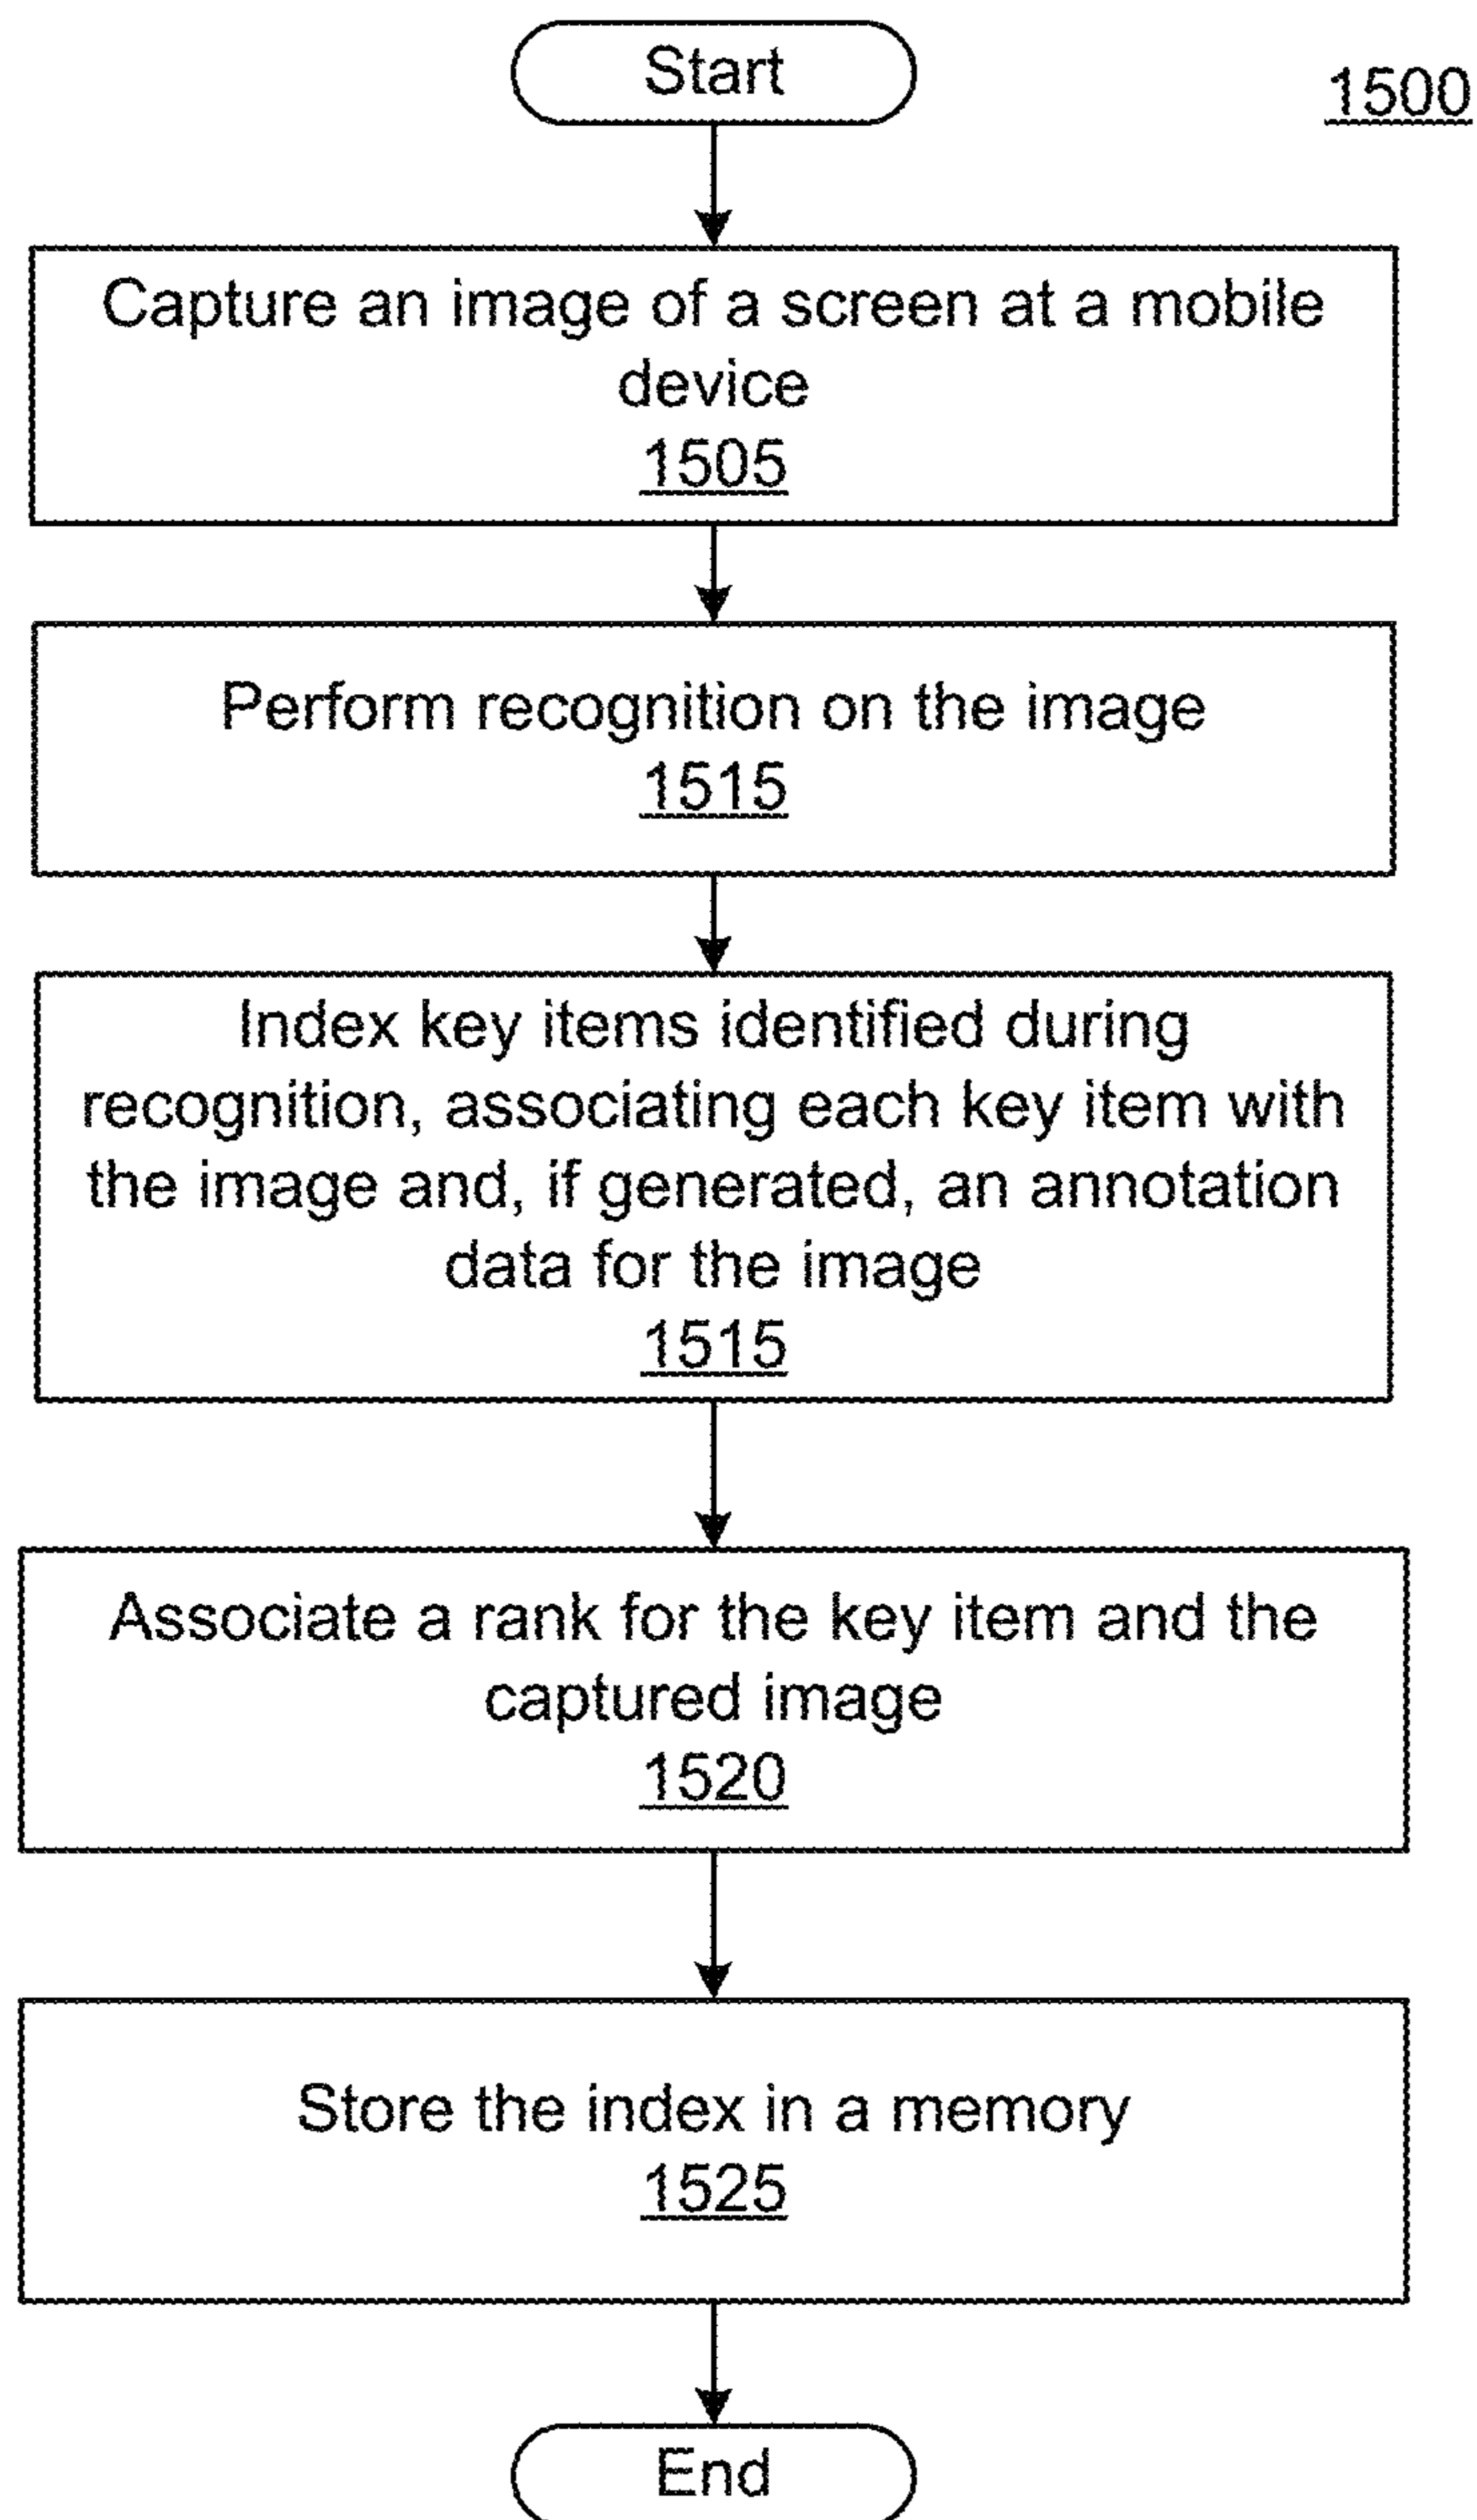 Start
1500
Capture an image of a screen at a mobile
device
1505
Perform recognition on the image
1515
Index key items identified during
recognition, associating each key item with
the image and, if generated, an annotation
data for the image
1515
Associate a rank for the key item and the
captured image
1520
Store the index in a memory
1525
End